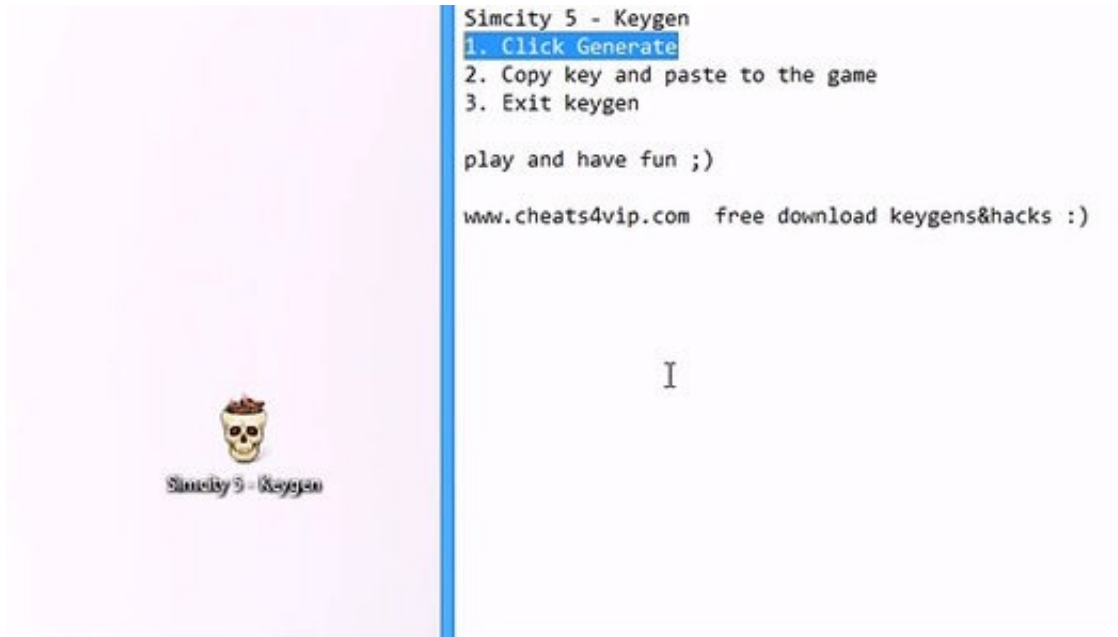 Simcity 5 - Keygen
1. Click Generate
2. Copy key and paste to the game
3. Exit keygen
play and have fun ;)
www.cheats4vip.com  free download keygens&hacks :)
Simcity 5 - Keygen